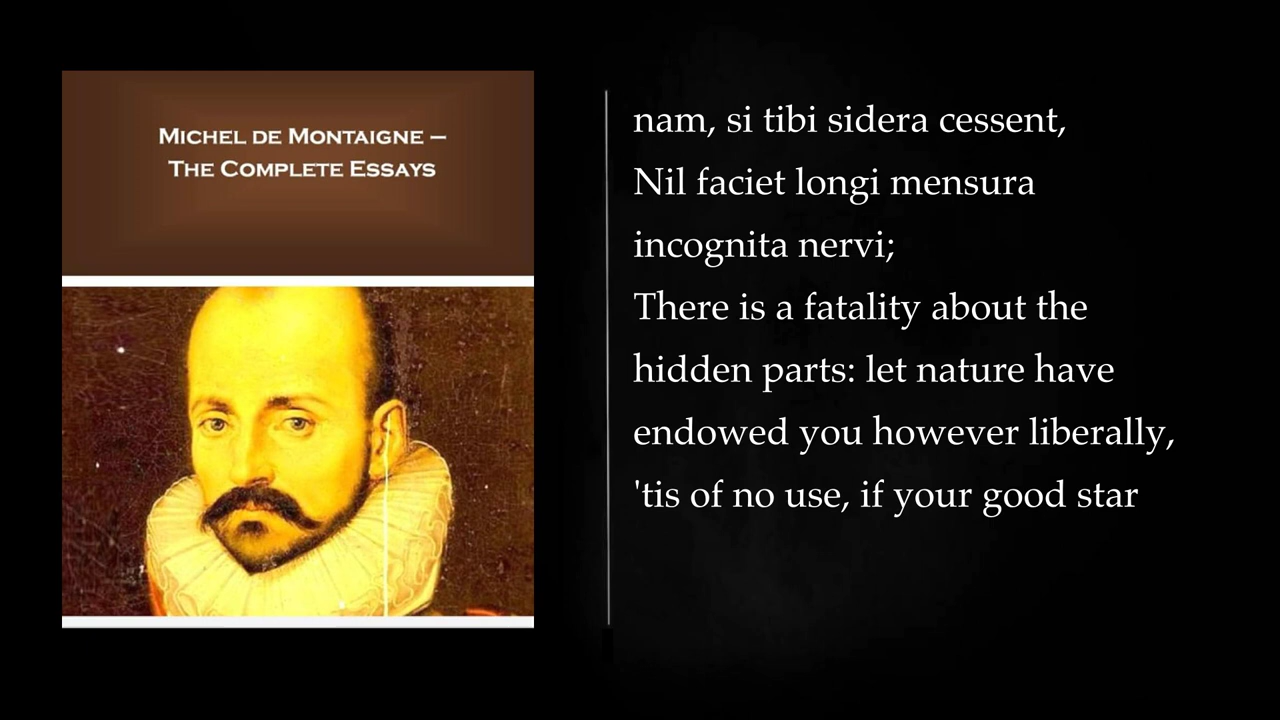 MICHEL DE MONTAIGNE –
THE COMPLETE ESSAYS
nam, si tibi sidera cessent,
Nil faciet longi mensura
incognita nervi;
There is a fatality about the
hidden parts: let nature have
endowed you however liberally,
'tis of no use, if your good star